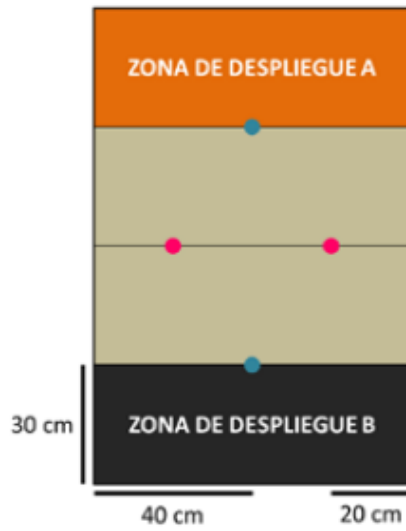 ZONA DE DESPLIEGUE A
30 cm
ZONA DE DESPLIEGUE B
40 cm
20 cm